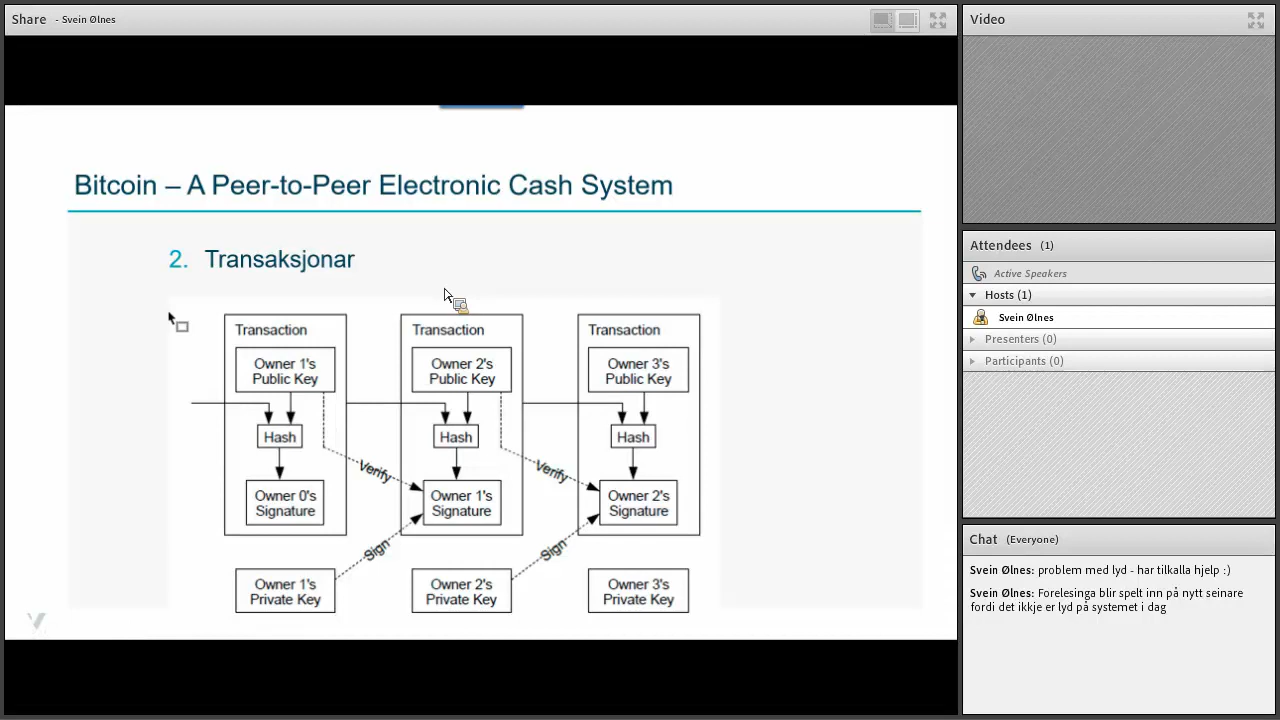 Share - Svein Ølnes
Bitcoin – A Peer-to-Peer Electronic Cash System
2. Transaksjonar
Transaction
Owner 1's
Public Key
Hash
Owner 0's
Signature
Transaction
Owner 2's
Public Key
Hash
Owner 1's
Signature
Transaction
Owner 3's
Public Key
Hash
Owner 2's
Signature
Verify
Verify
Sign
Sign
Owner 1's
Private Key
Owner 2's
Private Key
Owner 3's
Private Key
Video
Attendees (1)
Active Speakers
Hosts (1)
Svein Ølnes
Presenters (0)
Participants (0)
Chat (Everyone)
Svein Ølnes: problem med lyd - har tilkalla hjelp :)
Svein Ølnes: Forelesinga blir spelt inn på nytt seinare
fordi det ikkje er lyd på systemet i dag